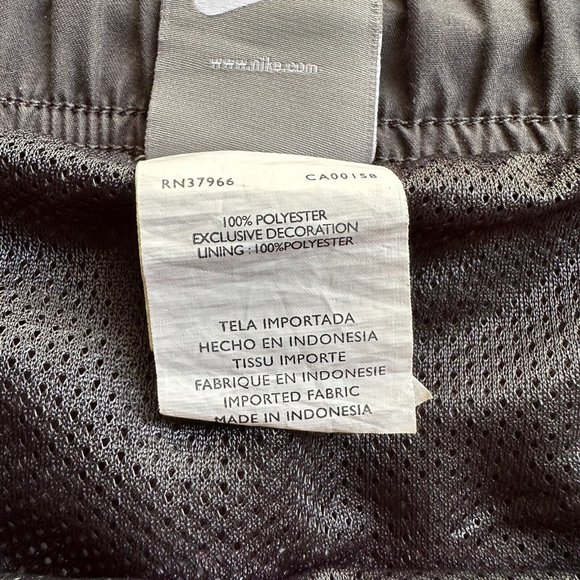 www.nike.com
RN37966 CA00158
100% POLYESTER
EXCLUSIVE DECORATION
LINING : 100%POLYESTER
TELA IMPORTADA
HECHO EN INDONESIA
TISSU IMPORTE
FABRIQUE EN INDONESIE
IMPORTED FABRIC
MADE IN INDONESIA